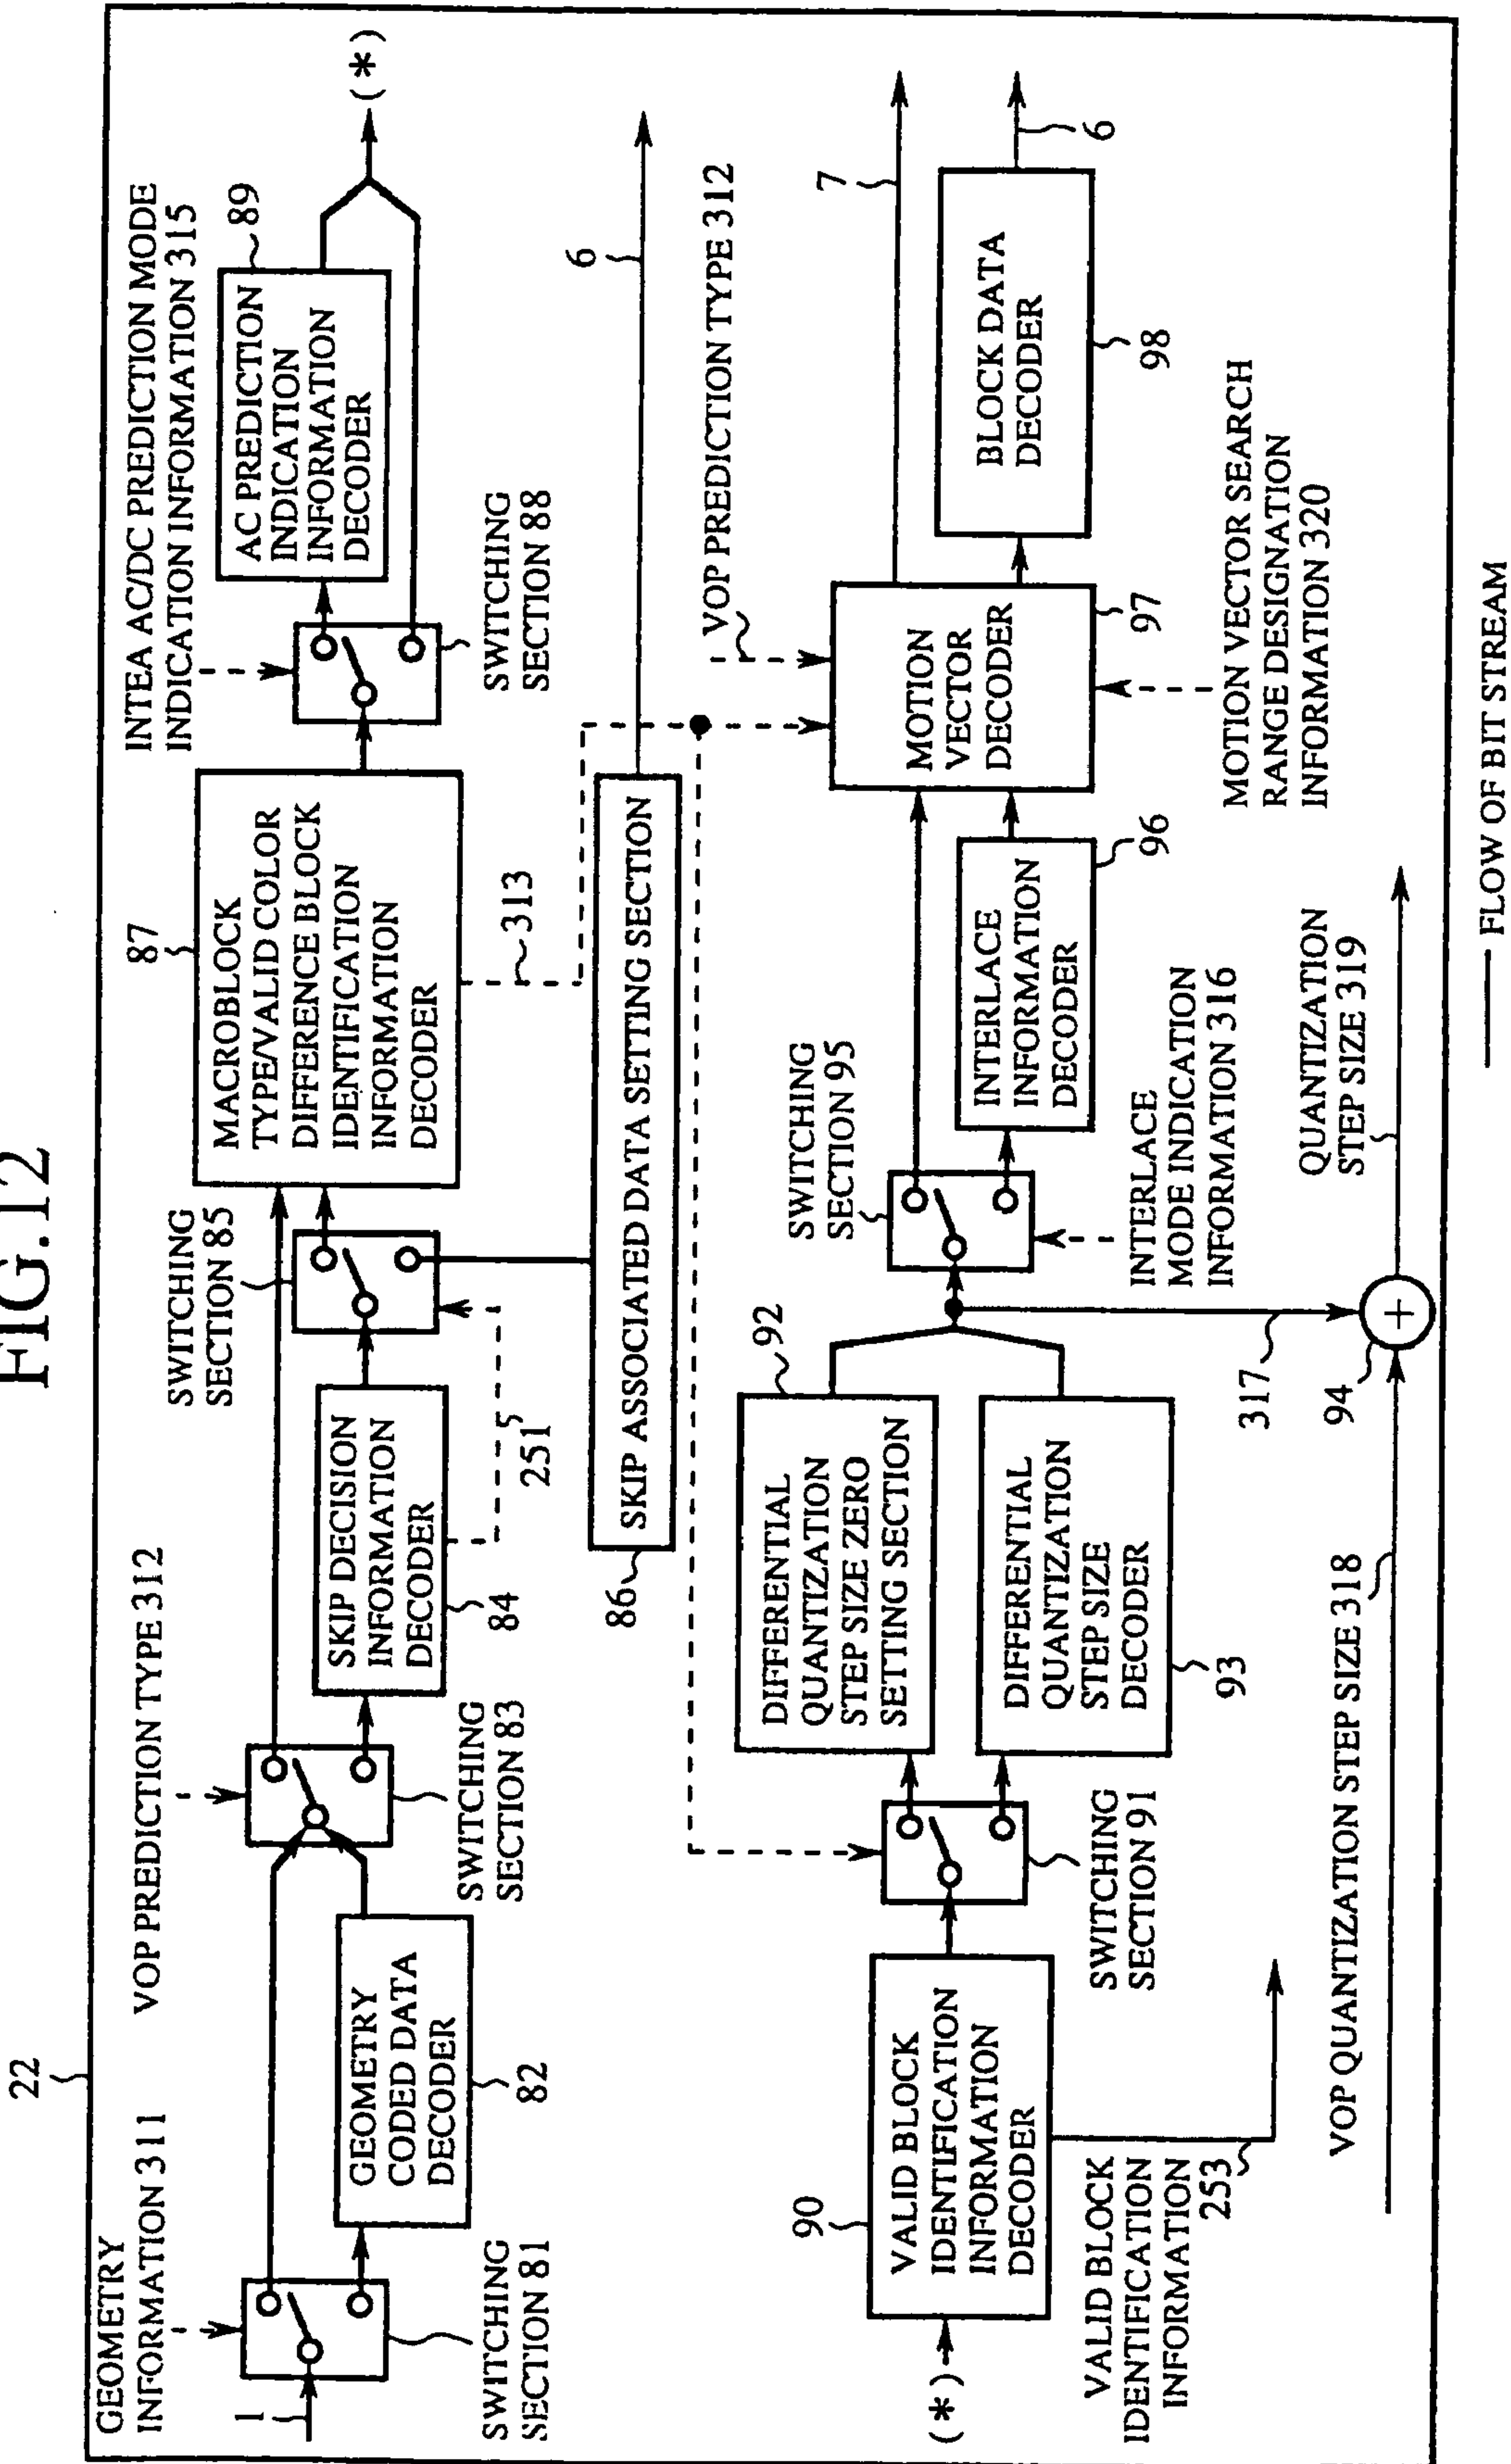 FIG.12
22
GEOMETRY
INFORMATION 311
1
SWITCHING
SECTION 81
GEOMETRY
CODED DATA
DECODER
82
VOP PREDICTION TYPE 312
SWITCHING
SECTION 83
SKIP DECISION
INFORMATION
DECODER
84
251
SWITCHING
SECTION 85
86
SKIP ASSOCIATED DATA SETTING SECTION
6
87
MACROBLOCK
TYPE/VALID COLOR
DIFFERENCE BLOCK
IDENTIFICATION
INFORMATION
DECODER
313
INTEA AC/DC PREDICTION MODE
INDICATION INFORMATION 315
SWITCHING
SECTION 88
AC PREDICTION
INDICATION
INFORMATION
DECODER
89
(*)
(*)
90
VALID BLOCK
IDENTIFICATION
INFORMATION
DECODER
VALID BLOCK
IDENTIFICATION
INFORMATION
253
SWITCHING
SECTION 91
92
DIFFERENTIAL
QUANTIZATION
STEP SIZE ZERO
SETTING SECTION
DIFFERENTIAL
QUANTIZATION
STEP SIZE
DECODER
93
VOP QUANTIZATION STEP SIZE 318
317
94
+
QUANTIZATION
STEP SIZE 319
SWITCHING
SECTION 95
INTERLACE
MODE INDICATION
INFORMATION 316
INTERLACE
INFORMATION
DECODER
96
VOP PREDICTION TYPE 312
MOTION
VECTOR
DECODER
97
MOTION VECTOR SEARCH
RANGE DESIGNATION
INFORMATION 320
7
BLOCK DATA
DECODER
98
6
FLOW OF BIT STREAM